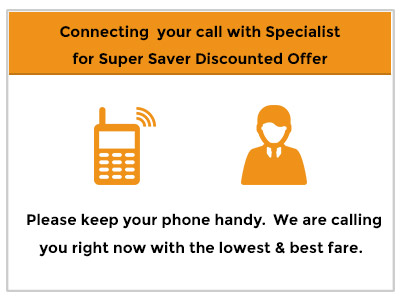 Connecting your call with Specialist
for Super Saver Discounted Offer
Please keep your phone handy. We are calling
you right now with the lowest & best fare.